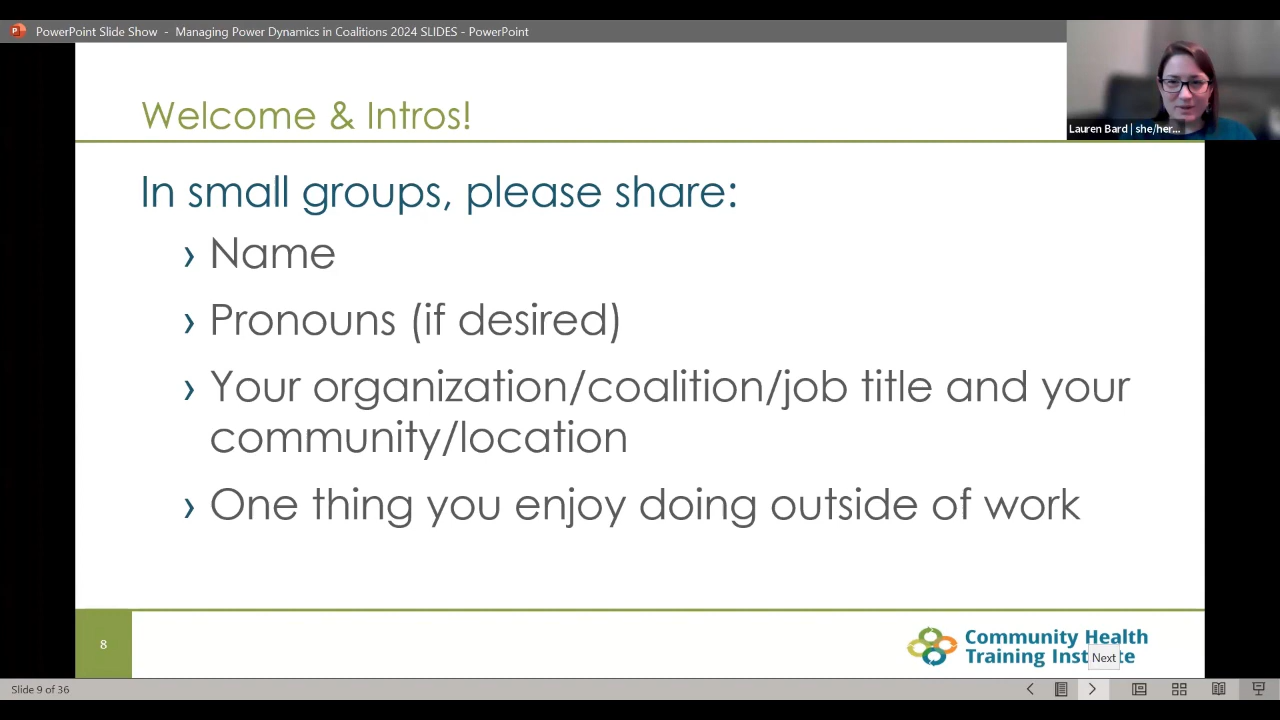 PowerPoint Slide Show - Managing Power Dynamics in Coalitions 2024 SLIDES - PowerPoint
Lauren Bard | she/her...
Welcome & Intros!
In small groups, please share:
› Name
› Pronouns (if desired)
› Your organization/coalition/job title and your
community/location
› One thing you enjoy doing outside of work
8
Community Health
Training Inst te
Next
Slide 9 of 36